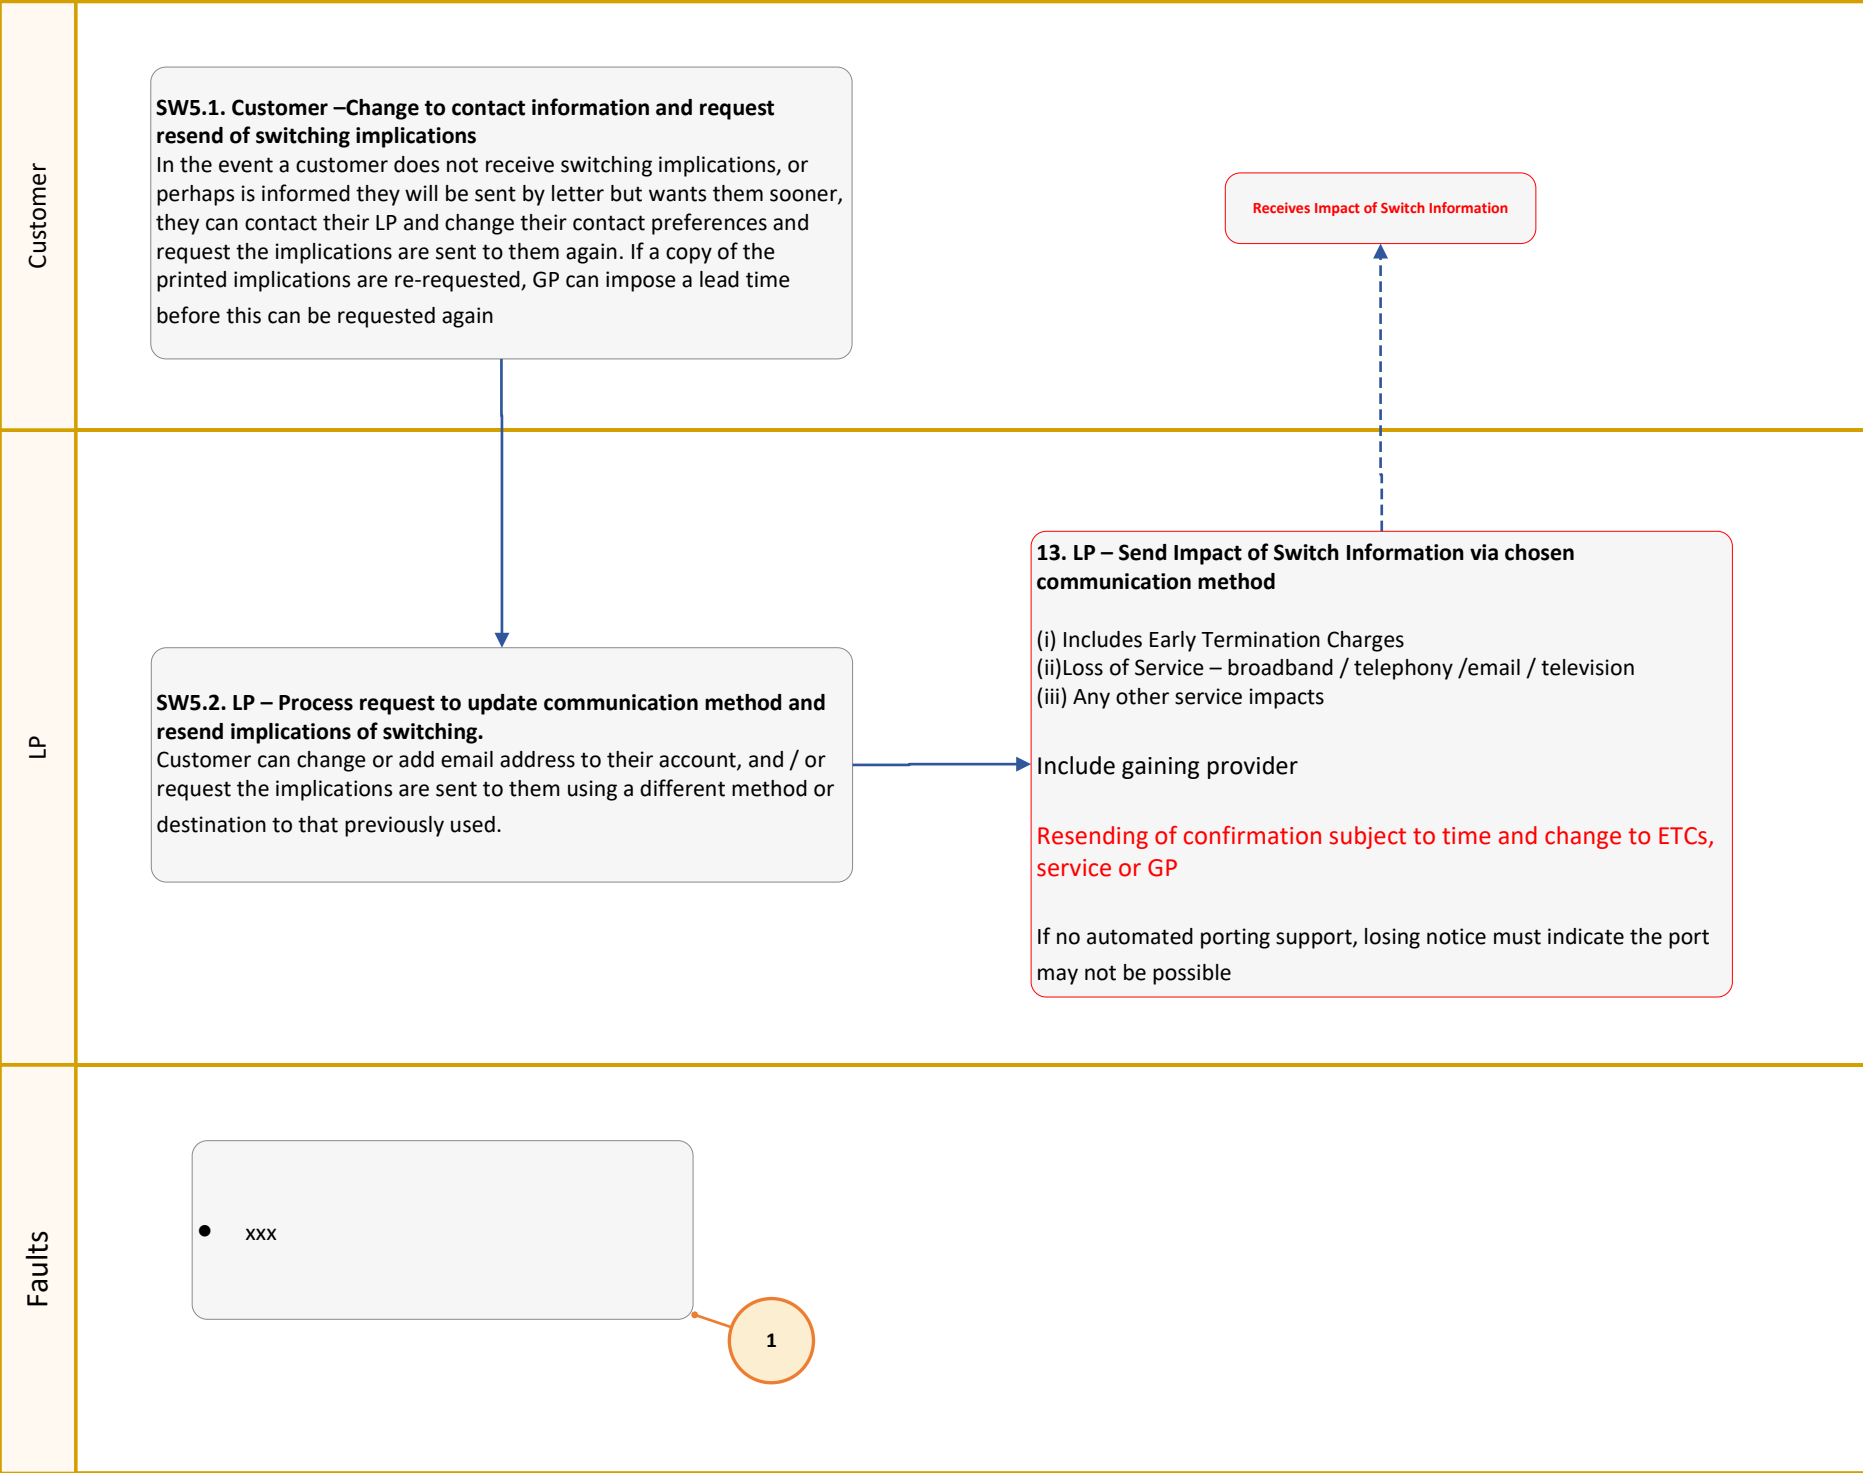 Customer
SW5.1. Customer –Change to contact information and request
resend of switching implications
In the event a customer does not receive switching implications, or
perhaps is informed they will be sent by letter but wants them sooner,
they can contact their LP and change their contact preferences and
request the implications are sent to them again. If a copy of the
printed implications are re-requested, GP can impose a lead time
before this can be requested again
Receives Impact of Switch Information
LP
SW5.2. LP – Process request to update communication method and
resend implications of switching.
Customer can change or add email address to their account, and / or
request the implications are sent to them using a different method or
destination to that previously used.
13. LP – Send Impact of Switch Information via chosen
communication method
(i) Includes Early Termination Charges
(ii)Loss of Service – broadband / telephony /email / television
(iii) Any other service impacts
Include gaining provider
Resending of confirmation subject to time and change to ETCs,
service or GP
If no automated porting support, losing notice must indicate the port
may not be possible
Faults
● xxx
1